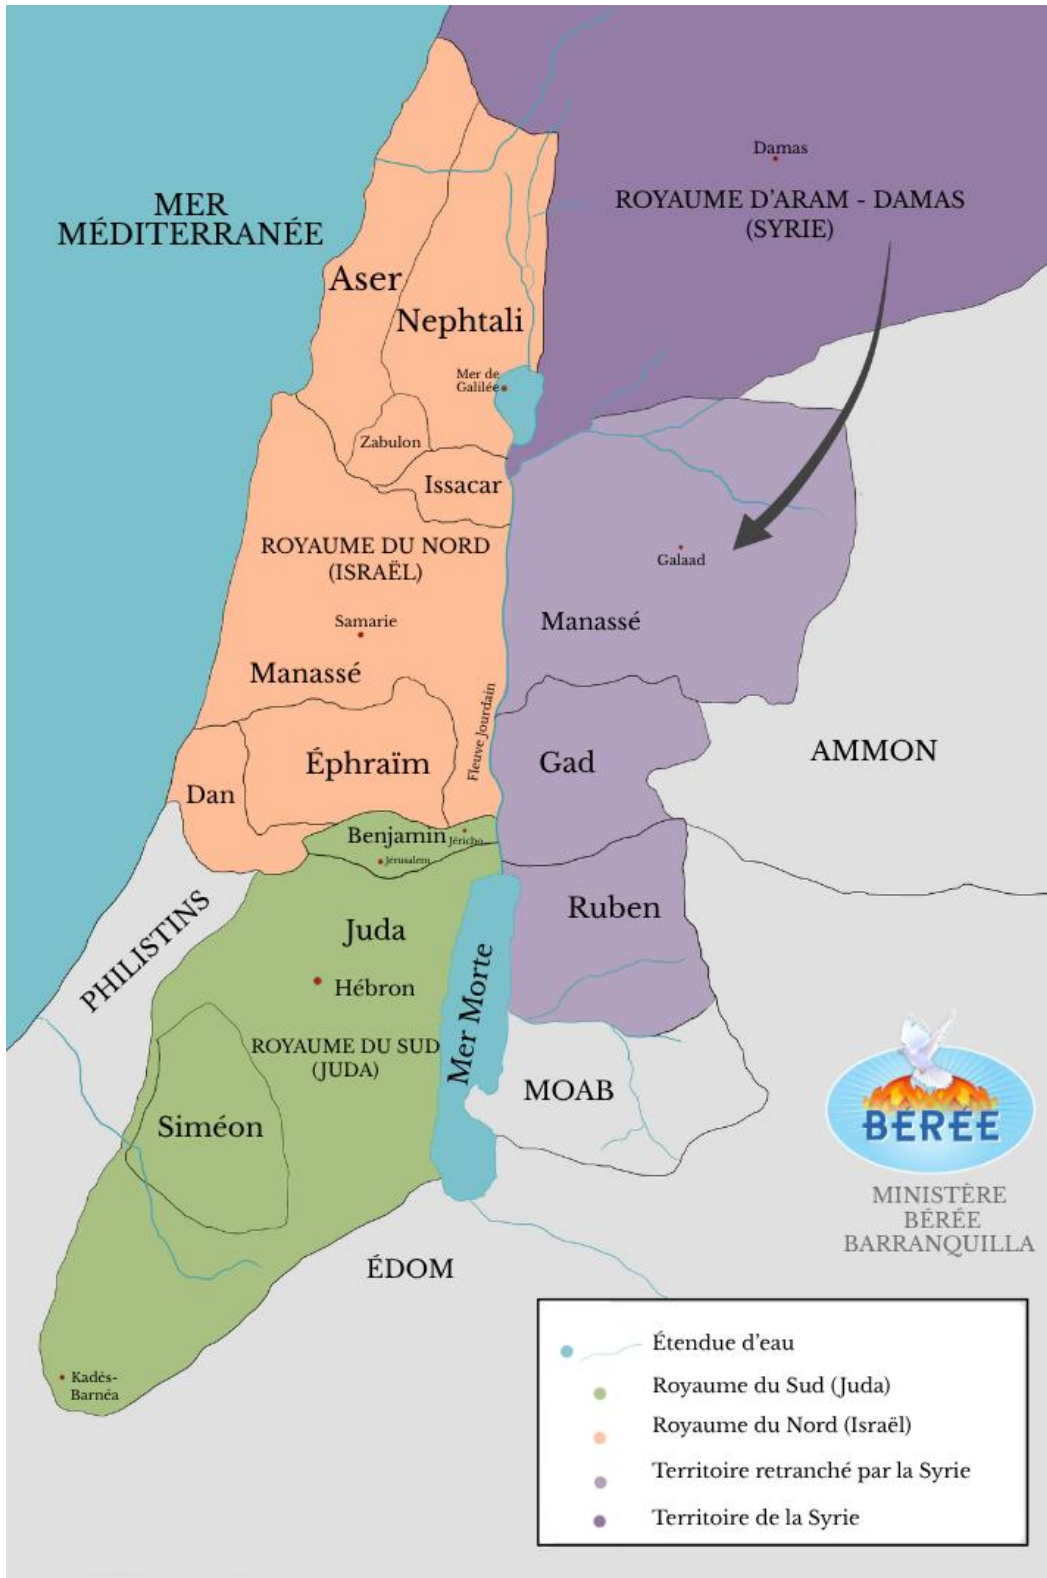 Damas
ROYAUME D'ARAM - DAMAS
(SYRIE)
MER
MÉDITERRANÉE
Aser
Nephtali
Mer de
Galilée
Zabulon
Issacar
ROYAUME DU NORD
(ISRAËL)
Galaad
Samarie
Manassé
Manassé
Fleuve Jourdain
Éphraïm
Gad
AMMON
Dan
Benjamin
Jéricho
Jérusalem
PHILISTINS
Juda
Ruben
Hébron
Mer Morte
ROYAUME DU SUD
(JUDA)
MOAB
Siméon
BÉRÉE
MINISTÈRE
BÉRÉE
BARRANQUILLA
ÉDOM
Kadés-
Barnéa
Étendue d'eau
Royaume du Sud (Juda)
Royaume du Nord (Israël)
Territoire retranché par la Syrie
Territoire de la Syrie